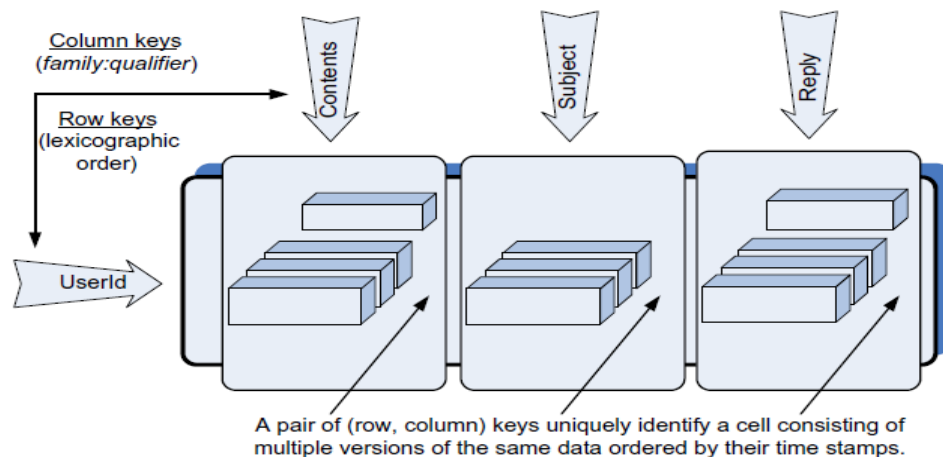 Column keys
(family:qualifier)
Row keys
(lexicographic
order)
Contents
Subject
Reply
UserId
A pair of (row, column) keys uniquely identify a cell consisting of
multiple versions of the same data ordered by their time stamps.